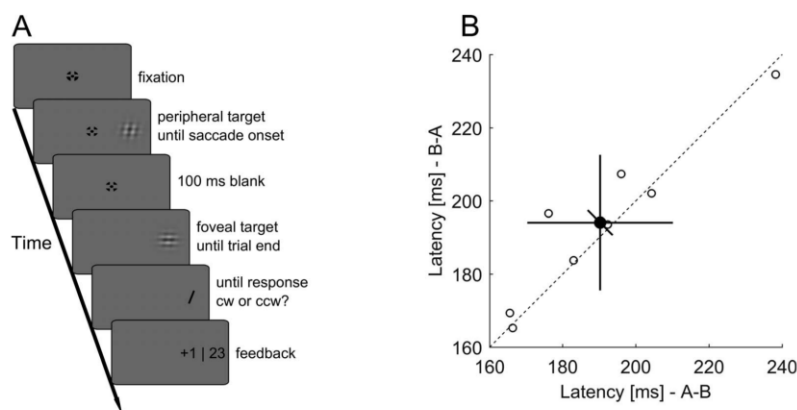 A
fixation
peripheral target
until saccade onset
100 ms blank
foveal target
until trial end
Time
until response
cw or ccw?
+1 | 23
feedback
B
240
220
200
180
160
Latency [ms] - B-A
160
180
200
220
240
Latency [ms] - A-B